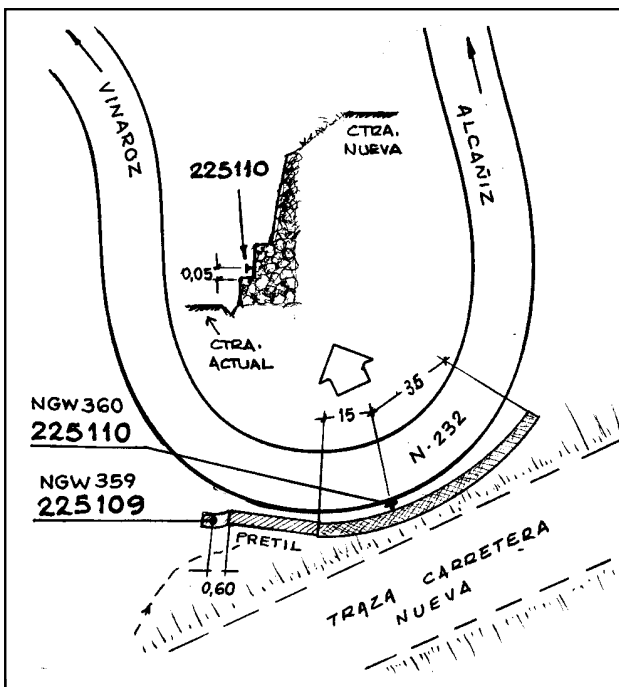 VINAROZ
ALCAÑIZ
CTRA.
NUEVA
225110
0,05
CTRA.
ACTUAL
35
15
N-232
NGW 360
225110
NGW 359
225109
PRETIL
0,60
TRAZA CARRETERA
NUEVA